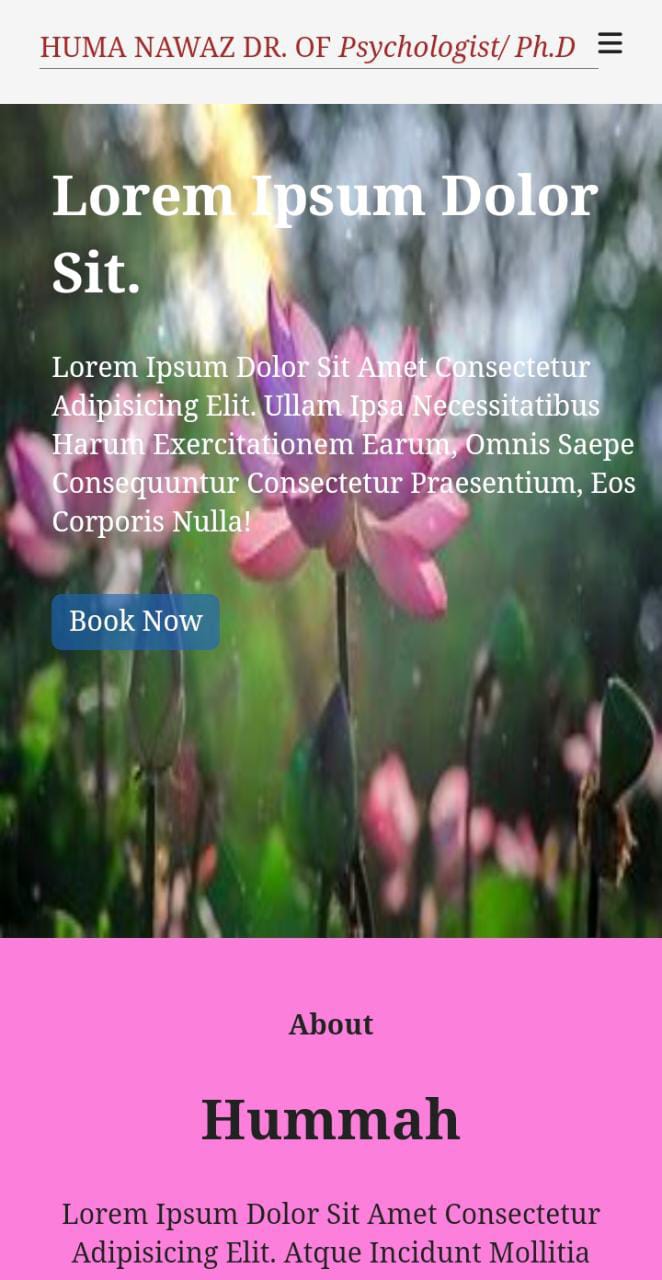 HUMA NAWAZ DR. OF Psychologist/ Ph.D
Lorem Ipsum Dolor
Sit.
Lorem Ipsum Dolor Sit Amet Consectetur
Adipisicing Elit. Ullam Ipsa Necessitatibus
Harum Exercitationem Earum, Omnis Saepe
Consequuntur Consectetur Praesentium, Eos
Corporis Nulla!
Book Now
About
Hummah
Lorem Ipsum Dolor Sit Amet Consectetur
Adipisicing Elit. Atque Incidunt Mollitia